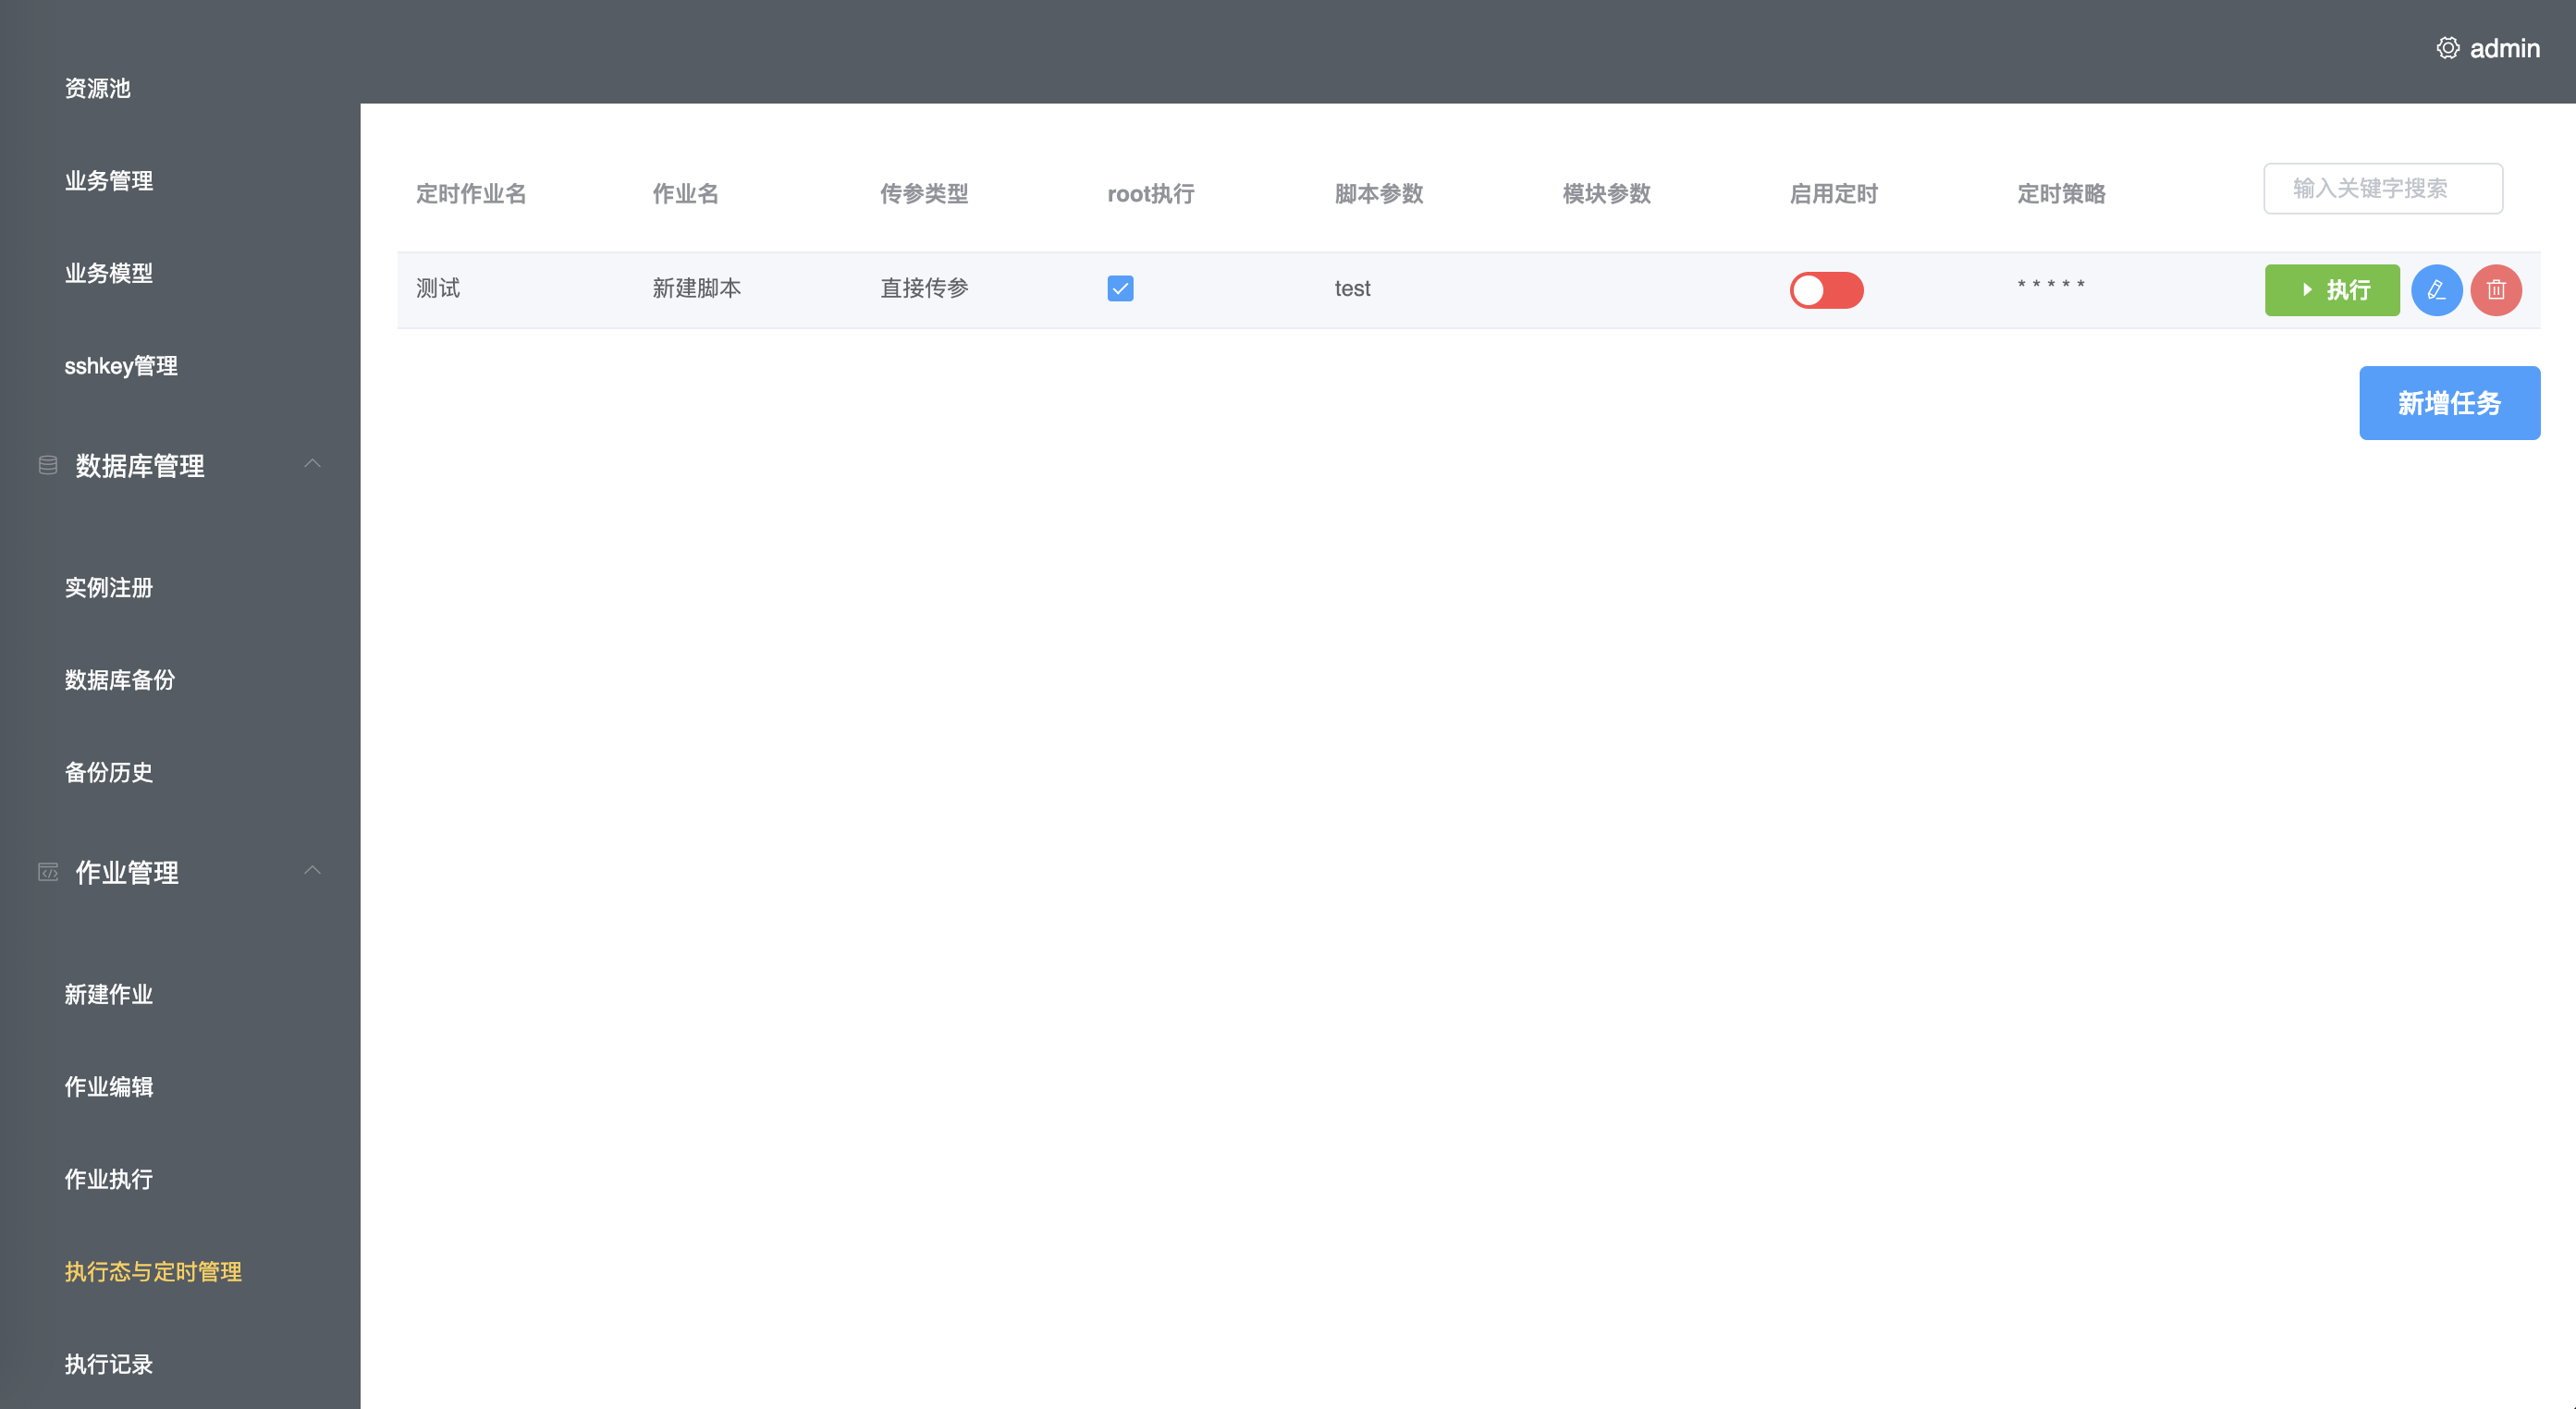 admin
资源池
业务管理
业务模型
sshkey管理
数据库管理
实例注册
数据库备份
备份历史
作业管理
新建作业
作业编辑
作业执行
执行态与定时管理
执行记录
定时作业名 作业名 传参类型 root执行 脚本参数 模块参数 启用定时 定时策略 输入关键字搜索
测试 新建脚本 直接传参 test * * * * * 执行
新增任务